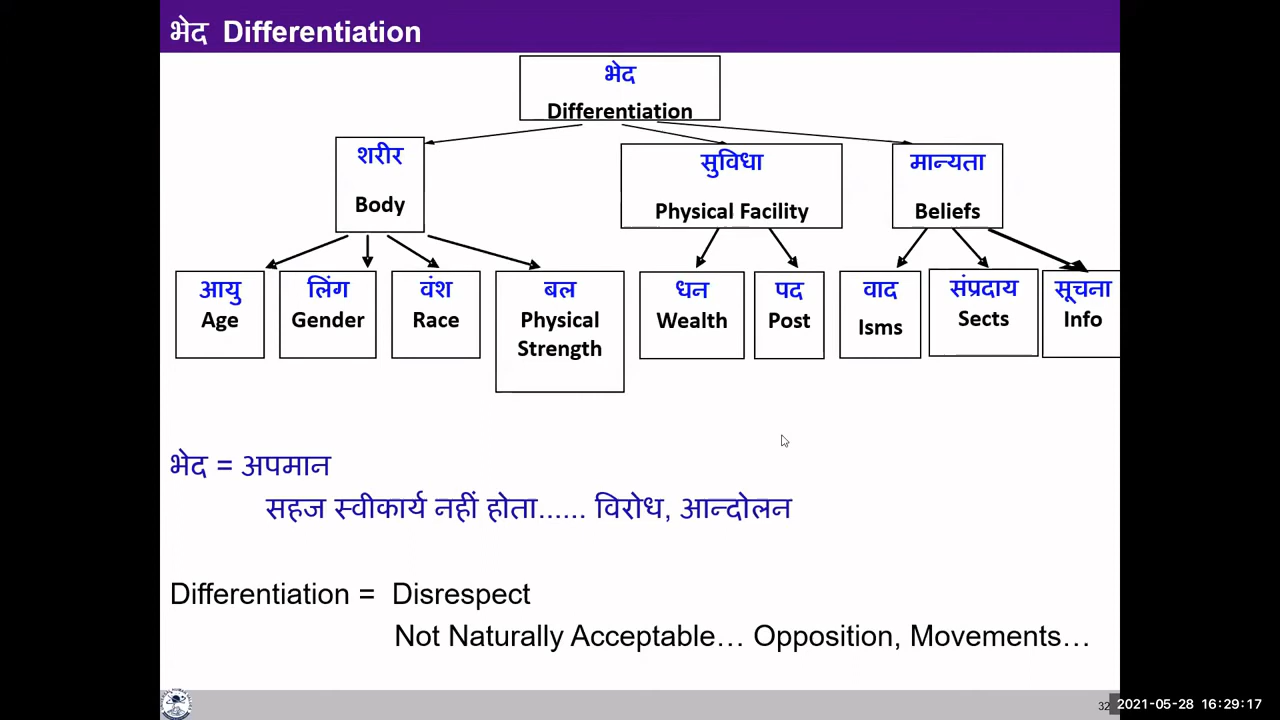 भेद Differentiation
भेद
Differentiation
शरीर
Body
सुविधा
Physical Facility
मान्यता
Beliefs
आयु
Age
लिंग
Gender
वंश
Race
बल
Physical
Strength
धन
Wealth
पद
Post
वाद
Isms
संप्रदाय
Sects
सूचना
Info
भेद = अपमान
सहज स्वीकार्य नहीं होता...... विरोध, आन्दोलन
Differentiation = Disrespect
Not Naturally Acceptable… Opposition, Movements…
32
2021-05-28 16:29:17